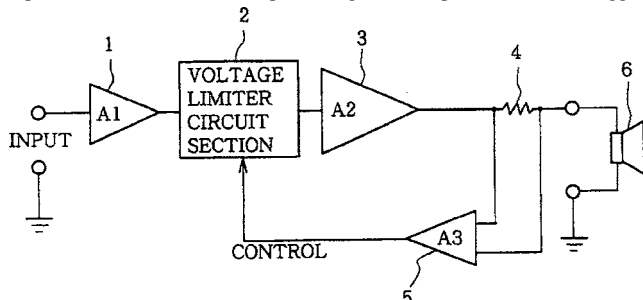 1
2
3
4
6
A1
VOLTAGE
LIMITER
CIRCUIT
SECTION
A2
INPUT
A3
CONTROL
5